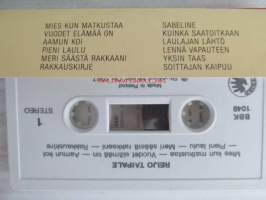 MIES KUN MATKUSTAA
VUODET ELÄMÄÄ ON
AAMUN KOI
PIENI LAULU
MERI SÄÄSTÄ RAKKAANI
RAKKAUSKIRJE
SABELINE
KUINKA SAATOITKAAN
LAULAJAN LÄHTÖ
LENNÄ VAPAUTEEN
YKSIN TAAS
SOITTAJAN KAIPUU
Made in Finland
STEREO
1
BBK
1049
Mies kun matkustaa - Vuodet elämää on - Aamun koi
Pieni laulu - Meri säästä rakkaani - Rakkauskirje
REIJO TAIPALE